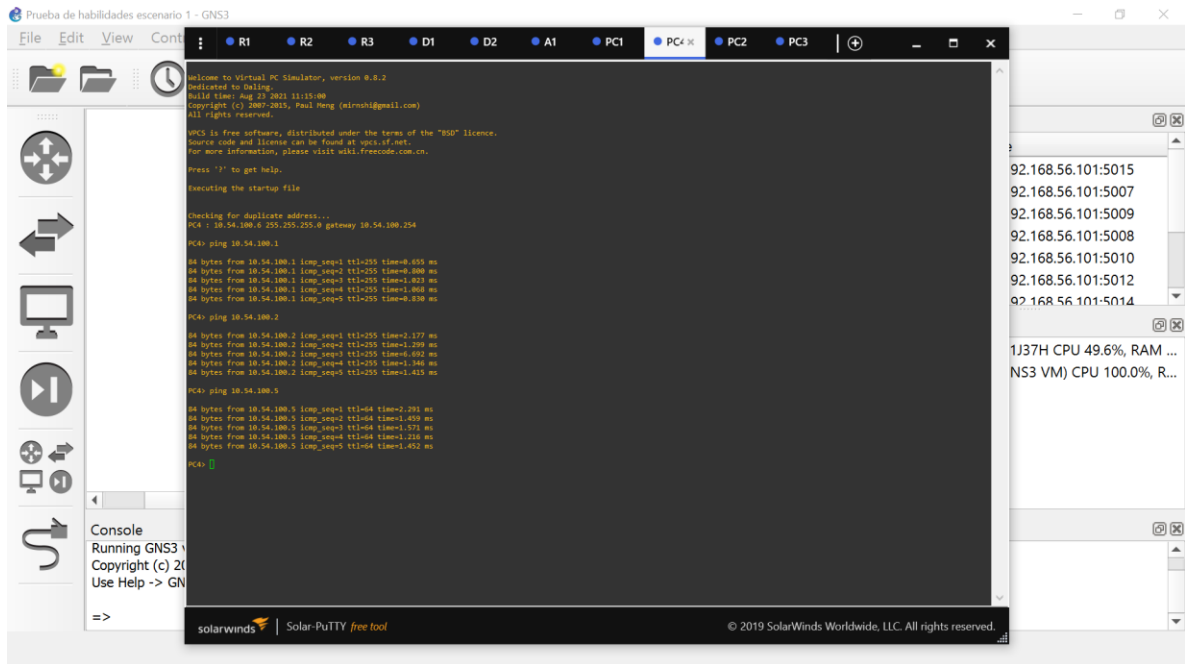 Prueba de habilidades escenario 1 - GNS3
File Edit View Cont
R1 R2 R3 D1 D2 A1 PC1 PC4 PC2 PC3
Welcome to Virtual PC Simulator, version 0.8.2
Dedicated to Daling.
Build time: Aug 23 2021 11:15:00
Copyright (c) 2007-2015, Paul Meng (mirnshi@gmail.com)
All rights reserved.
VPCS is free software, distributed under the terms of the "BSD" licence.
Source code and license can be found at vpcs.sf.net.
For more information, please visit wiki.freecode.com.cn.
Press '?' to get help.
Executing the startup file
Checking for duplicate address...
PC4 : 10.54.100.6 255.255.255.0 gateway 10.54.100.254
PC4> ping 10.54.100.1
84 bytes from 10.54.100.1 icmp_seq=1 ttl=255 time=0.655 ms
84 bytes from 10.54.100.1 icmp_seq=2 ttl=255 time=0.800 ms
84 bytes from 10.54.100.1 icmp_seq=3 ttl=255 time=1.023 ms
84 bytes from 10.54.100.1 icmp_seq=4 ttl=255 time=1.068 ms
84 bytes from 10.54.100.1 icmp_seq=5 ttl=255 time=0.830 ms
PC4> ping 10.54.100.2
84 bytes from 10.54.100.2 icmp_seq=1 ttl=255 time=2.177 ms
84 bytes from 10.54.100.2 icmp_seq=2 ttl=255 time=1.299 ms
84 bytes from 10.54.100.2 icmp_seq=3 ttl=255 time=6.692 ms
84 bytes from 10.54.100.2 icmp_seq=4 ttl=255 time=1.346 ms
84 bytes from 10.54.100.2 icmp_seq=5 ttl=255 time=1.415 ms
PC4> ping 10.54.100.5
84 bytes from 10.54.100.5 icmp_seq=1 ttl=64 time=2.291 ms
84 bytes from 10.54.100.5 icmp_seq=2 ttl=64 time=1.459 ms
84 bytes from 10.54.100.5 icmp_seq=3 ttl=64 time=1.571 ms
84 bytes from 10.54.100.5 icmp_seq=4 ttl=64 time=1.216 ms
84 bytes from 10.54.100.5 icmp_seq=5 ttl=64 time=1.452 ms
PC4>
92.168.56.101:5015
92.168.56.101:5007
92.168.56.101:5009
92.168.56.101:5008
92.168.56.101:5010
92.168.56.101:5012
92.168.56.101:5014
1J37H CPU 49.6%, RAM ...
NS3 VM) CPU 100.0%, R...
Console
Running GNS3 v
Copyright (c) 20
Use Help -> GN
=>
solarwinds Solar-PuTTY free tool
© 2019 SolarWinds Worldwide, LLC. All rights reserved.